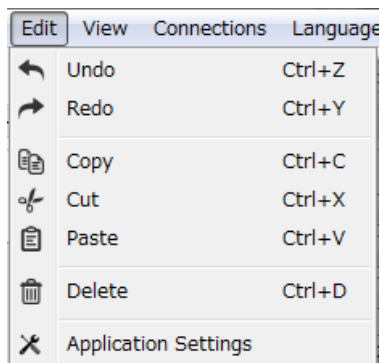 Edit View Connections Language
Undo Ctrl+Z
Redo Ctrl+Y
Copy Ctrl+C
Cut Ctrl+X
Paste Ctrl+V
Delete Ctrl+D
Application Settings